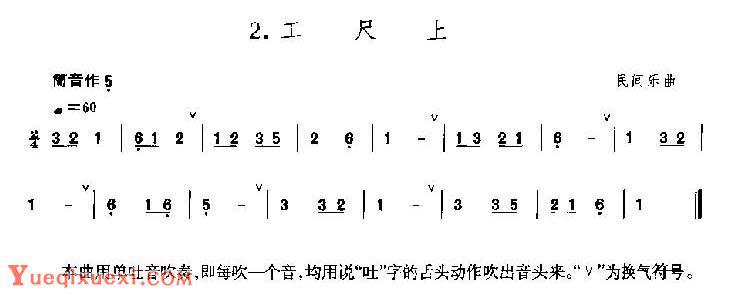 2. 工 尺 上
筒音作 5̣
♩=60 民间乐曲
2/4 3 2 1 | 6̣ 1 2 ∨ | 1 2 3 5 | 2 6̣ | 1 - ∨ | 1 3 2 1 | 6̣ - ∨ | 1 3 2 |
1 - ∨ | 6̣ 1 6̣ | 5̣ - ∨ | 3 3 2 | 1 - ∨ | 3 3 5 | 2 1 6̣ | 1 ‖
本曲用单吐音吹奏,即每吹一个音,均用说“吐”字的舌头动作吹出音头来。“∨”为换气符号。
Yueqixuexi.com